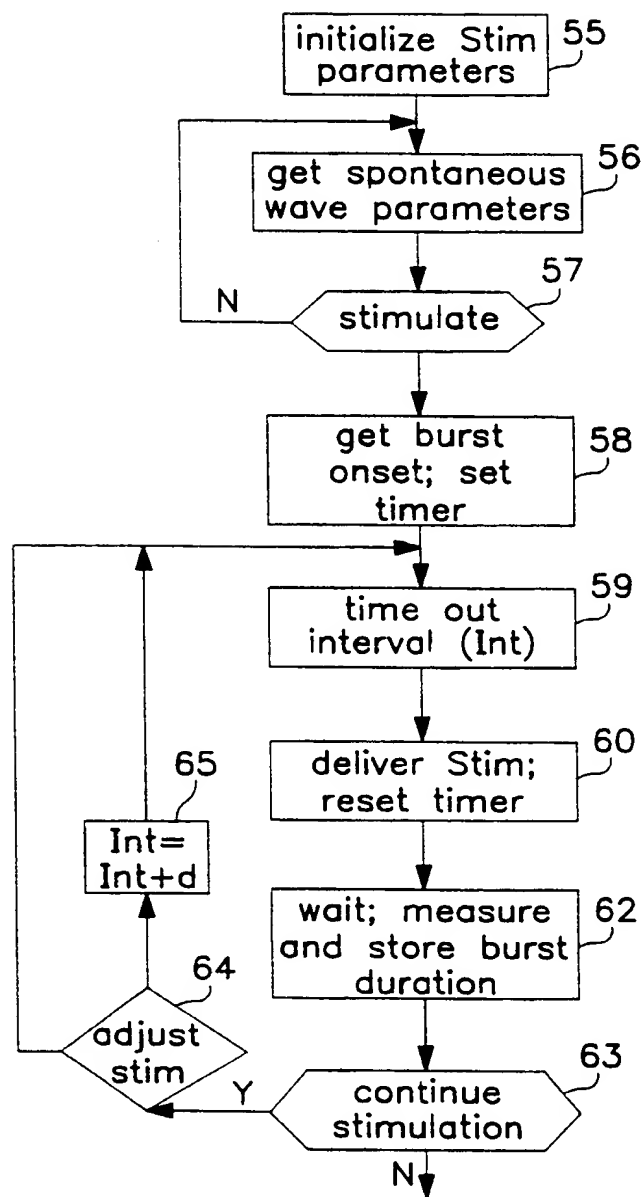 initialize Stim
parameters
55
get spontaneous
wave parameters
56
stimulate
57
N
get burst
onset; set
timer
58
time out
interval (Int)
59
deliver Stim;
reset timer
60
65
Int=
Int+d
wait; measure
and store burst
duration
62
64
adjust
stim
Y
continue
stimulation
63
N